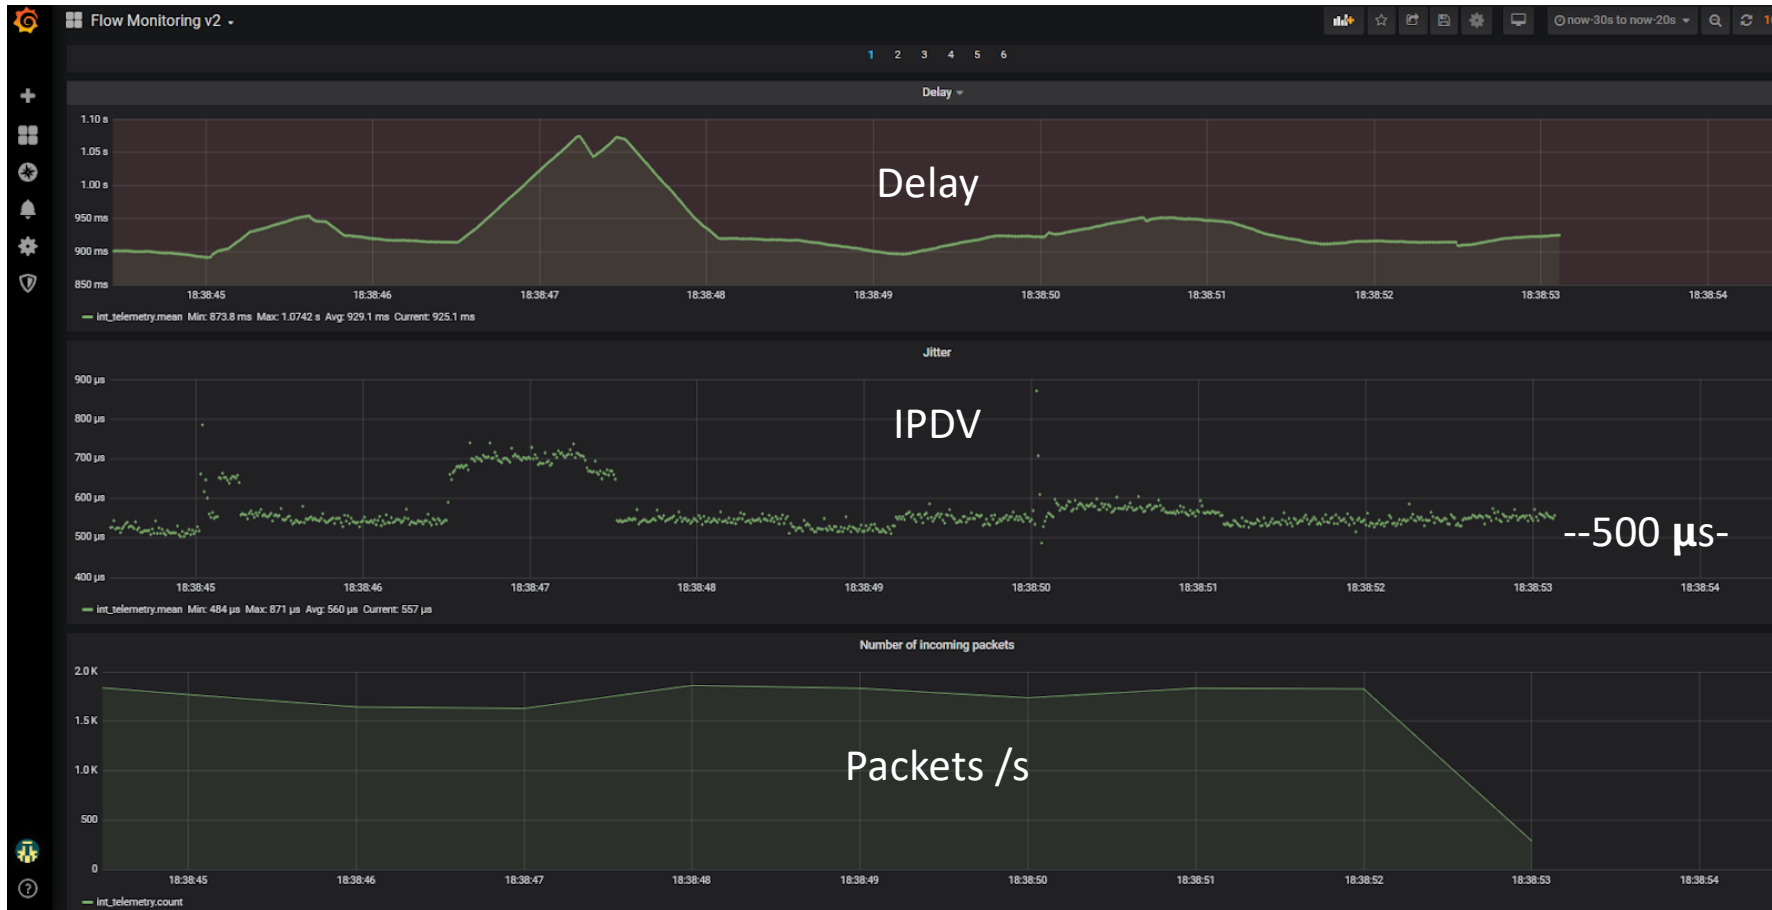 Flow Monitoring v2
now-30s to now-20s
1 2 3 4 5 6
Delay
1.10 s
1.05 s
1.00 s
950 ms
900 ms
850 ms
Delay
18:38:45 18:38:46 18:38:47 18:38:48 18:38:49 18:38:50 18:38:51 18:38:52 18:38:53 18:38:54
int_telemetry.mean Min: 873.8 ms Max: 1.0742 s Avg: 929.1 ms Current: 925.1 ms
Jitter
900 µs
800 µs
700 µs
600 µs
500 µs
400 µs
IPDV
--500 µs-
18:38:45 18:38:46 18:38:47 18:38:48 18:38:49 18:38:50 18:38:51 18:38:52 18:38:53 18:38:54
int_telemetry.mean Min: 484 µs Max: 871 µs Avg: 560 µs Current: 557 µs
Number of incoming packets
2.0 K
1.5 K
1.0 K
500
0
Packets /s
18:38:45 18:38:46 18:38:47 18:38:48 18:38:49 18:38:50 18:38:51 18:38:52 18:38:53 18:38:54
int_telemetry.count